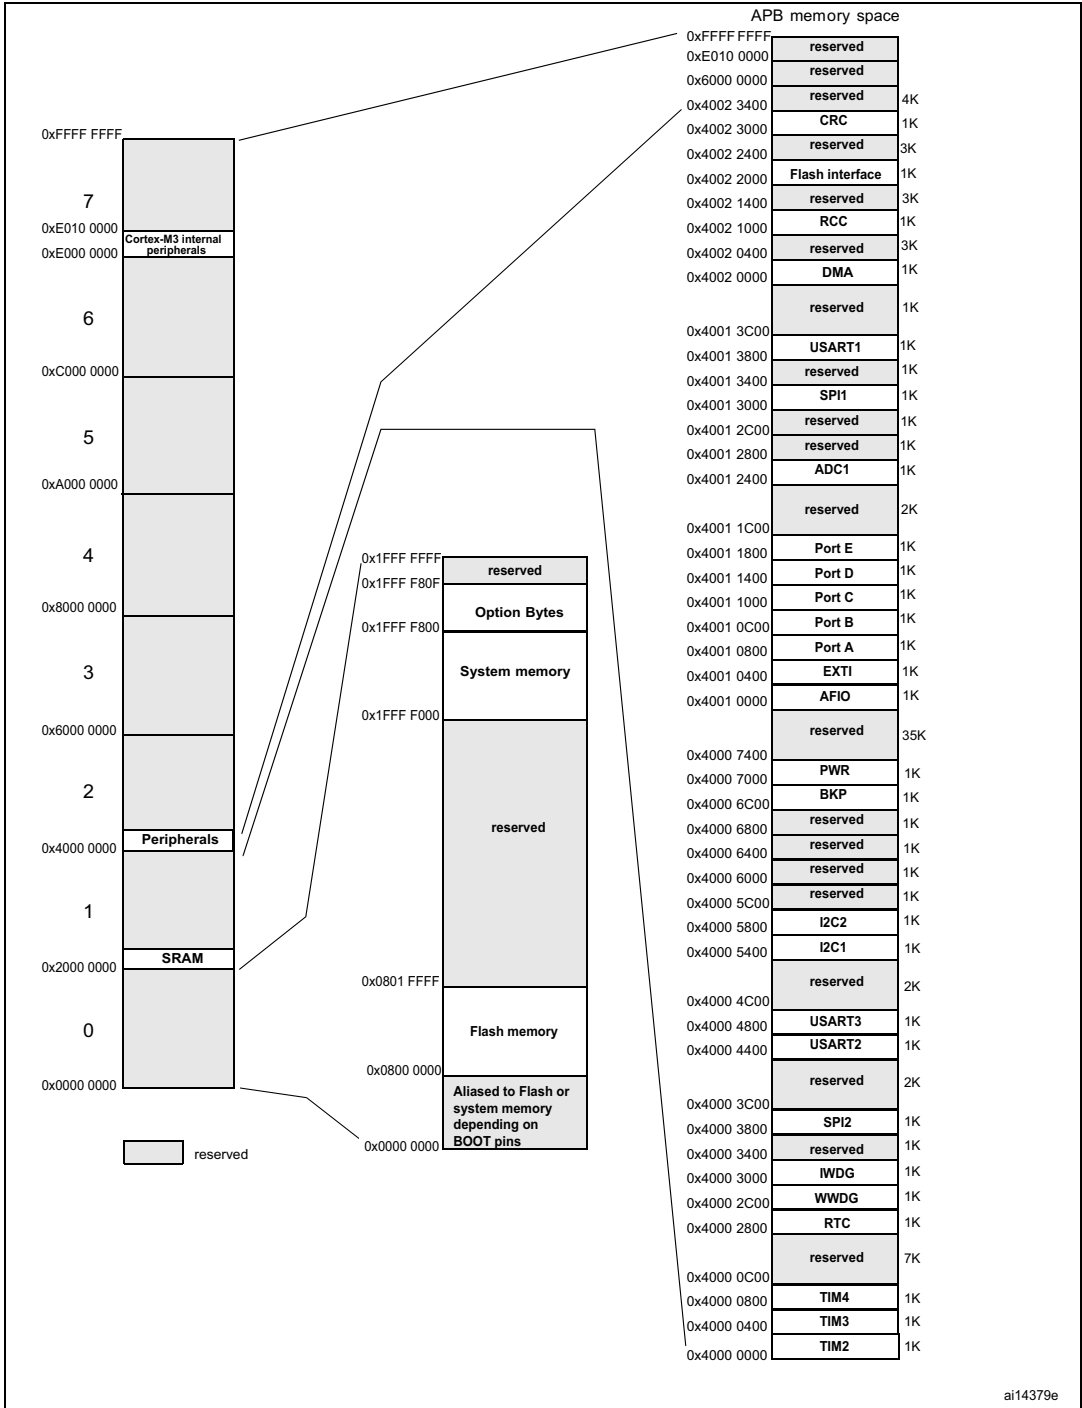 APB memory space
0xFFFF FFFF
reserved
0xE010 0000
reserved
0x6000 0000
reserved
4K
0x4002 3400
CRC
1K
0x4002 3000
reserved
3K
0x4002 2400
Flash interface
1K
0x4002 2000
reserved
3K
0x4002 1400
RCC
1K
0x4002 1000
reserved
3K
0x4002 0400
DMA
1K
0x4002 0000
reserved
1K
0x4001 3C00
USART1
1K
0x4001 3800
reserved
1K
0x4001 3400
SPI1
1K
0x4001 3000
reserved
1K
0x4001 2C00
reserved
1K
0x4001 2800
ADC1
1K
0x4001 2400
reserved
2K
0x4001 1C00
Port E
1K
0x4001 1800
Port D
1K
0x4001 1400
Port C
1K
0x4001 1000
Port B
1K
0x4001 0C00
Port A
1K
0x4001 0800
EXTI
1K
0x4001 0400
AFIO
1K
0x4001 0000
reserved
35K
0x4000 7400
PWR
1K
0x4000 7000
BKP
1K
0x4000 6C00
reserved
1K
0x4000 6800
reserved
1K
0x4000 6400
reserved
1K
0x4000 6000
reserved
1K
0x4000 5C00
I2C2
1K
0x4000 5800
I2C1
1K
0x4000 5400
reserved
2K
0x4000 4C00
USART3
1K
0x4000 4800
USART2
1K
0x4000 4400
reserved
2K
0x4000 3C00
SPI2
1K
0x4000 3800
reserved
1K
0x4000 3400
IWDG
1K
0x4000 3000
WWDG
1K
0x4000 2C00
RTC
1K
0x4000 2800
reserved
7K
0x4000 0C00
TIM4
1K
0x4000 0800
TIM3
1K
0x4000 0400
TIM2
1K
0x4000 0000
0xFFFF FFFF
7
0xE010 0000
Cortex-M3 internal
peripherals
0xE000 0000
6
0xC000 0000
5
0xA000 0000
4
0x8000 0000
3
0x6000 0000
2
Peripherals
0x4000 0000
1
SRAM
0x2000 0000
0
0x0000 0000
reserved
0x1FFF FFFF
reserved
0x1FFF F80F
Option Bytes
0x1FFF F800
System memory
0x1FFF F000
reserved
0x0801 FFFF
Flash memory
0x0800 0000
Aliased to Flash or
system memory
depending on
BOOT pins
0x0000 0000
ai14379e